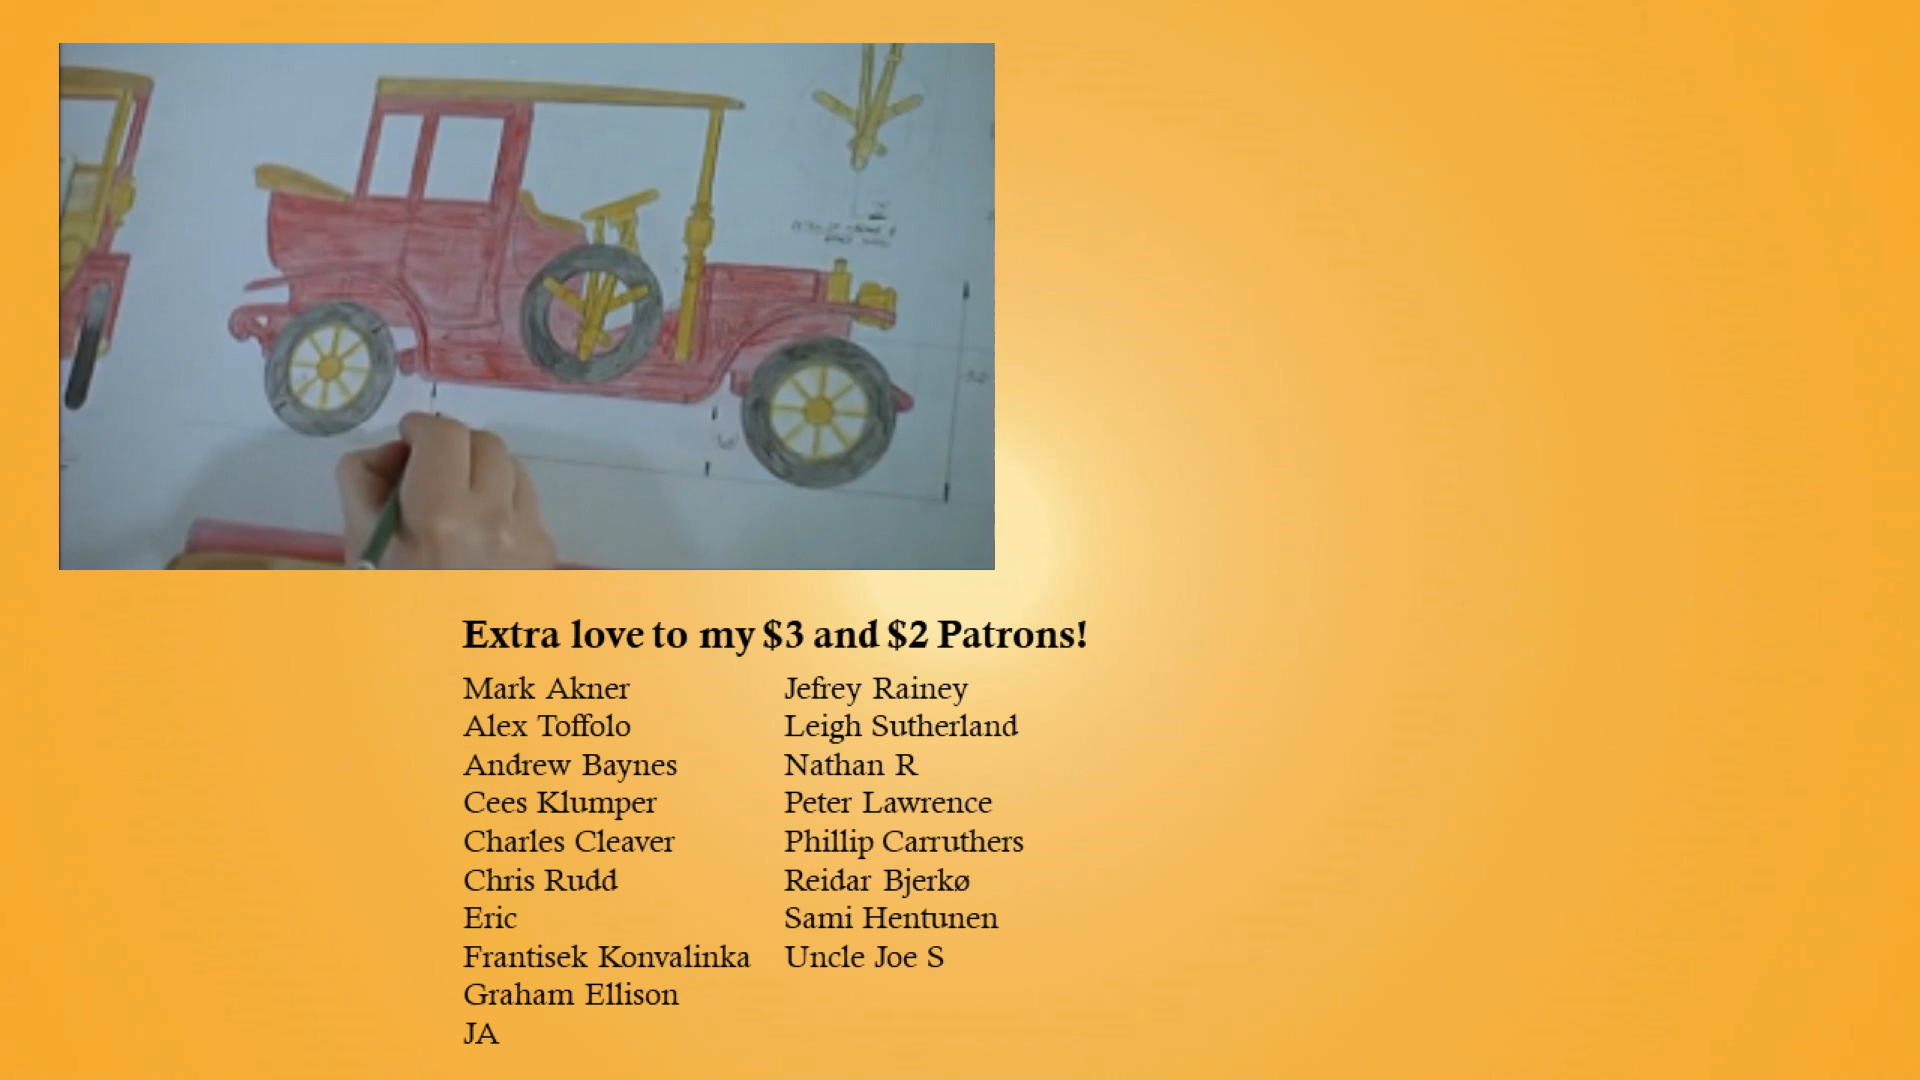 Extra love to my $3 and $2 Patrons!
Mark Akner
Alex Toffolo
Andrew Baynes
Cees Klumper
Charles Cleaver
Chris Rudd
Eric
Frantisek Konvalinka
Graham Ellison
JA
Jefrey Rainey
Leigh Sutherland
Nathan R
Peter Lawrence
Phillip Carruthers
Reidar Bjerkø
Sami Hentunen
Uncle Joe S